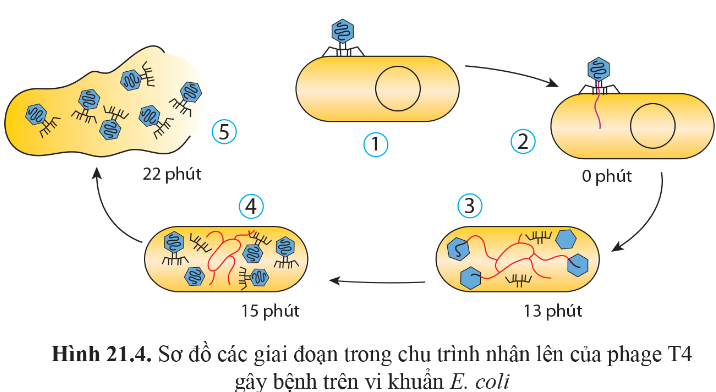 1
2
0 phút
3
13 phút
4
15 phút
5
22 phút
Hình 21.4. Sơ đồ các giai đoạn trong chu trình nhân lên của phage T4
gây bệnh trên vi khuẩn E. coli